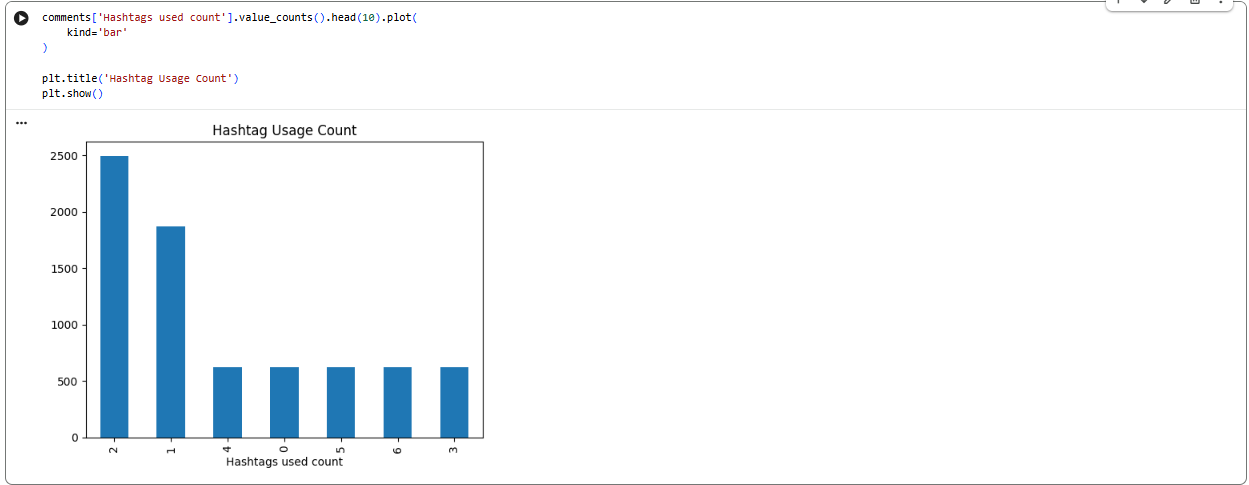 comments['Hashtags used count'].value_counts().head(10).plot(
    kind='bar'
)
plt.title('Hashtag Usage Count')
plt.show()
Hashtag Usage Count
2500
2000
1500
1000
500
0
2 1 4 0 5 6 3
Hashtags used count